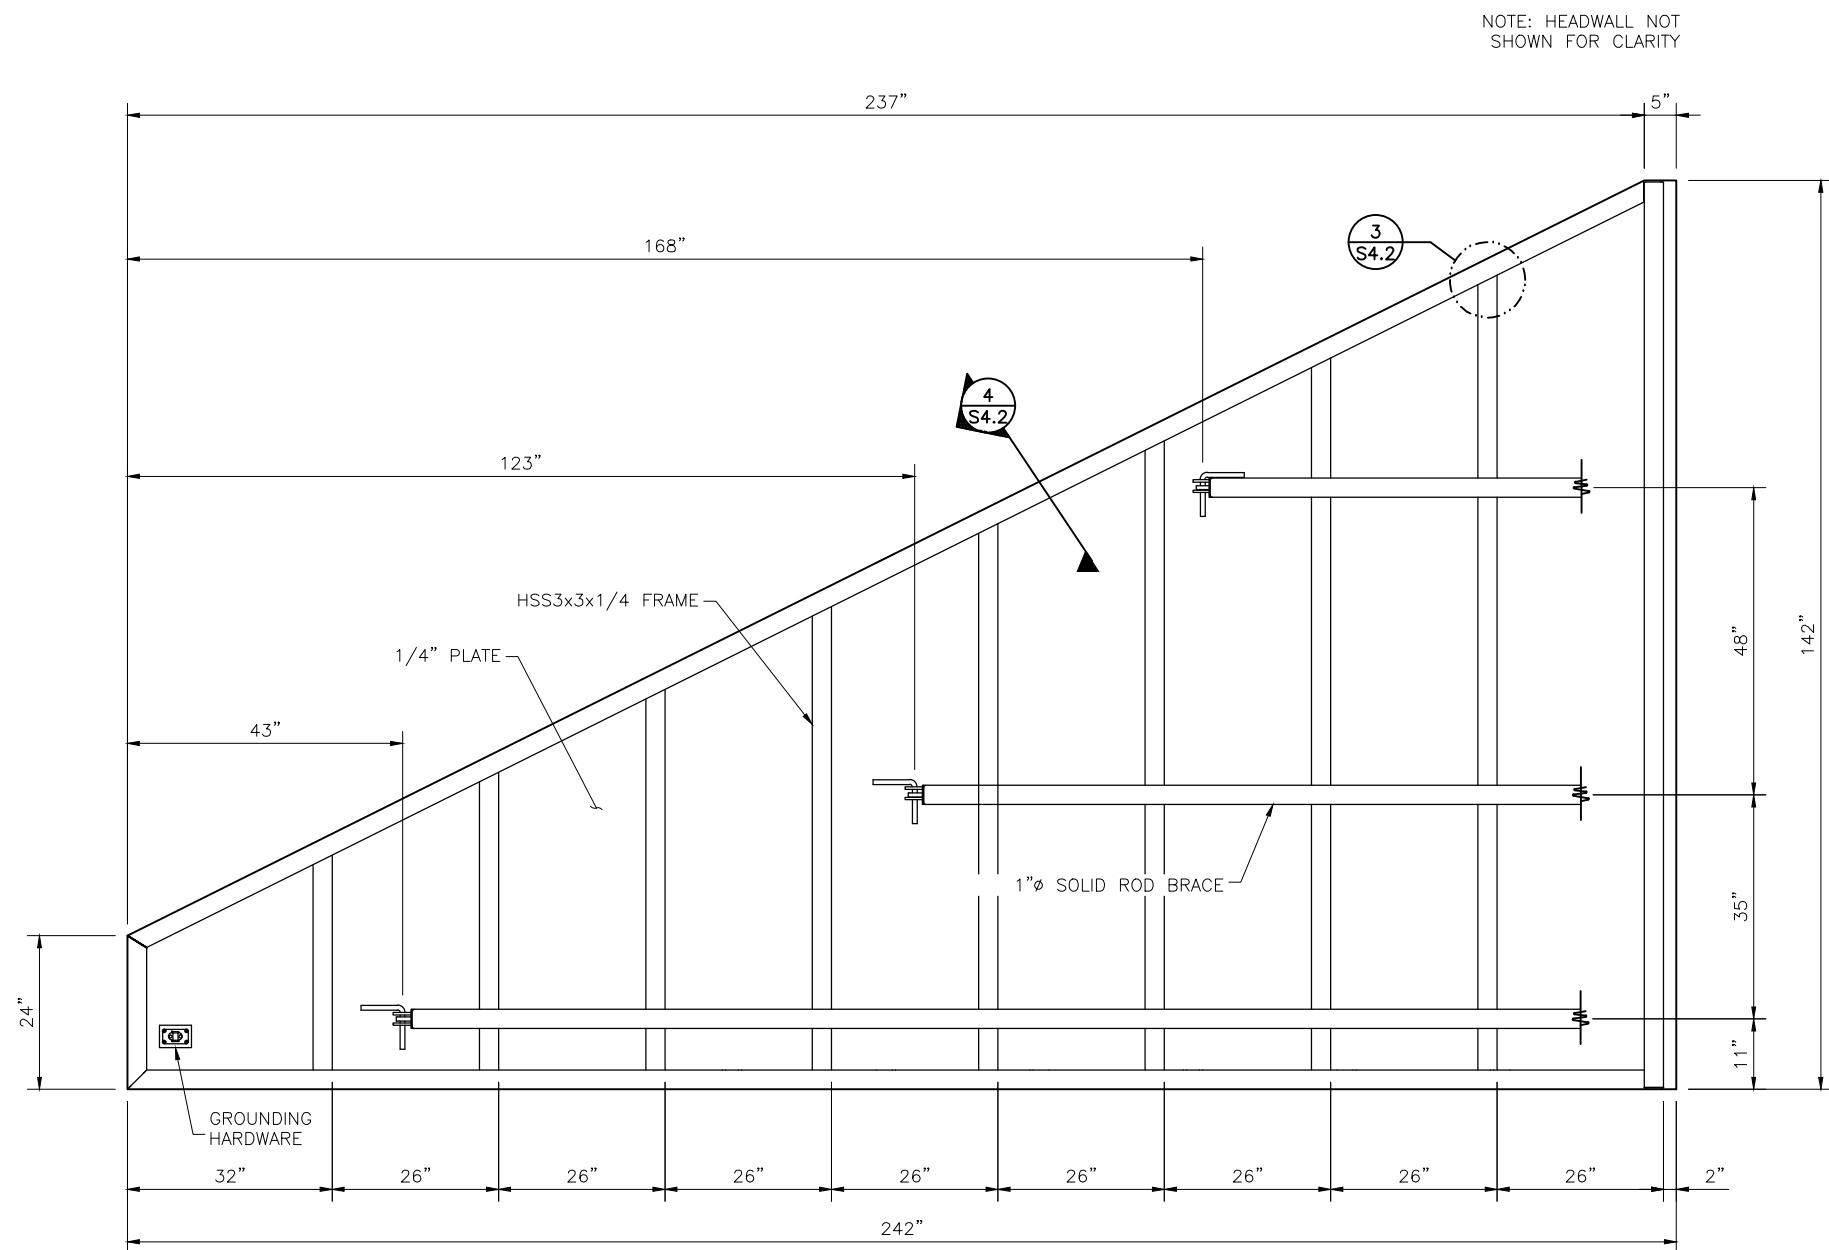 NOTE: HEADWALL NOT
SHOWN FOR CLARITY
237”
5”
168”
3
S4.2
4
S4.2
123”
HSS3x3x1/4 FRAME
48”
142”
1/4” PLATE
43”
1”ø SOLID ROD BRACE
35”
24”
11”
GROUNDING
HARDWARE
32”
26”
26”
26”
26”
26”
26”
26”
26”
2”
242”